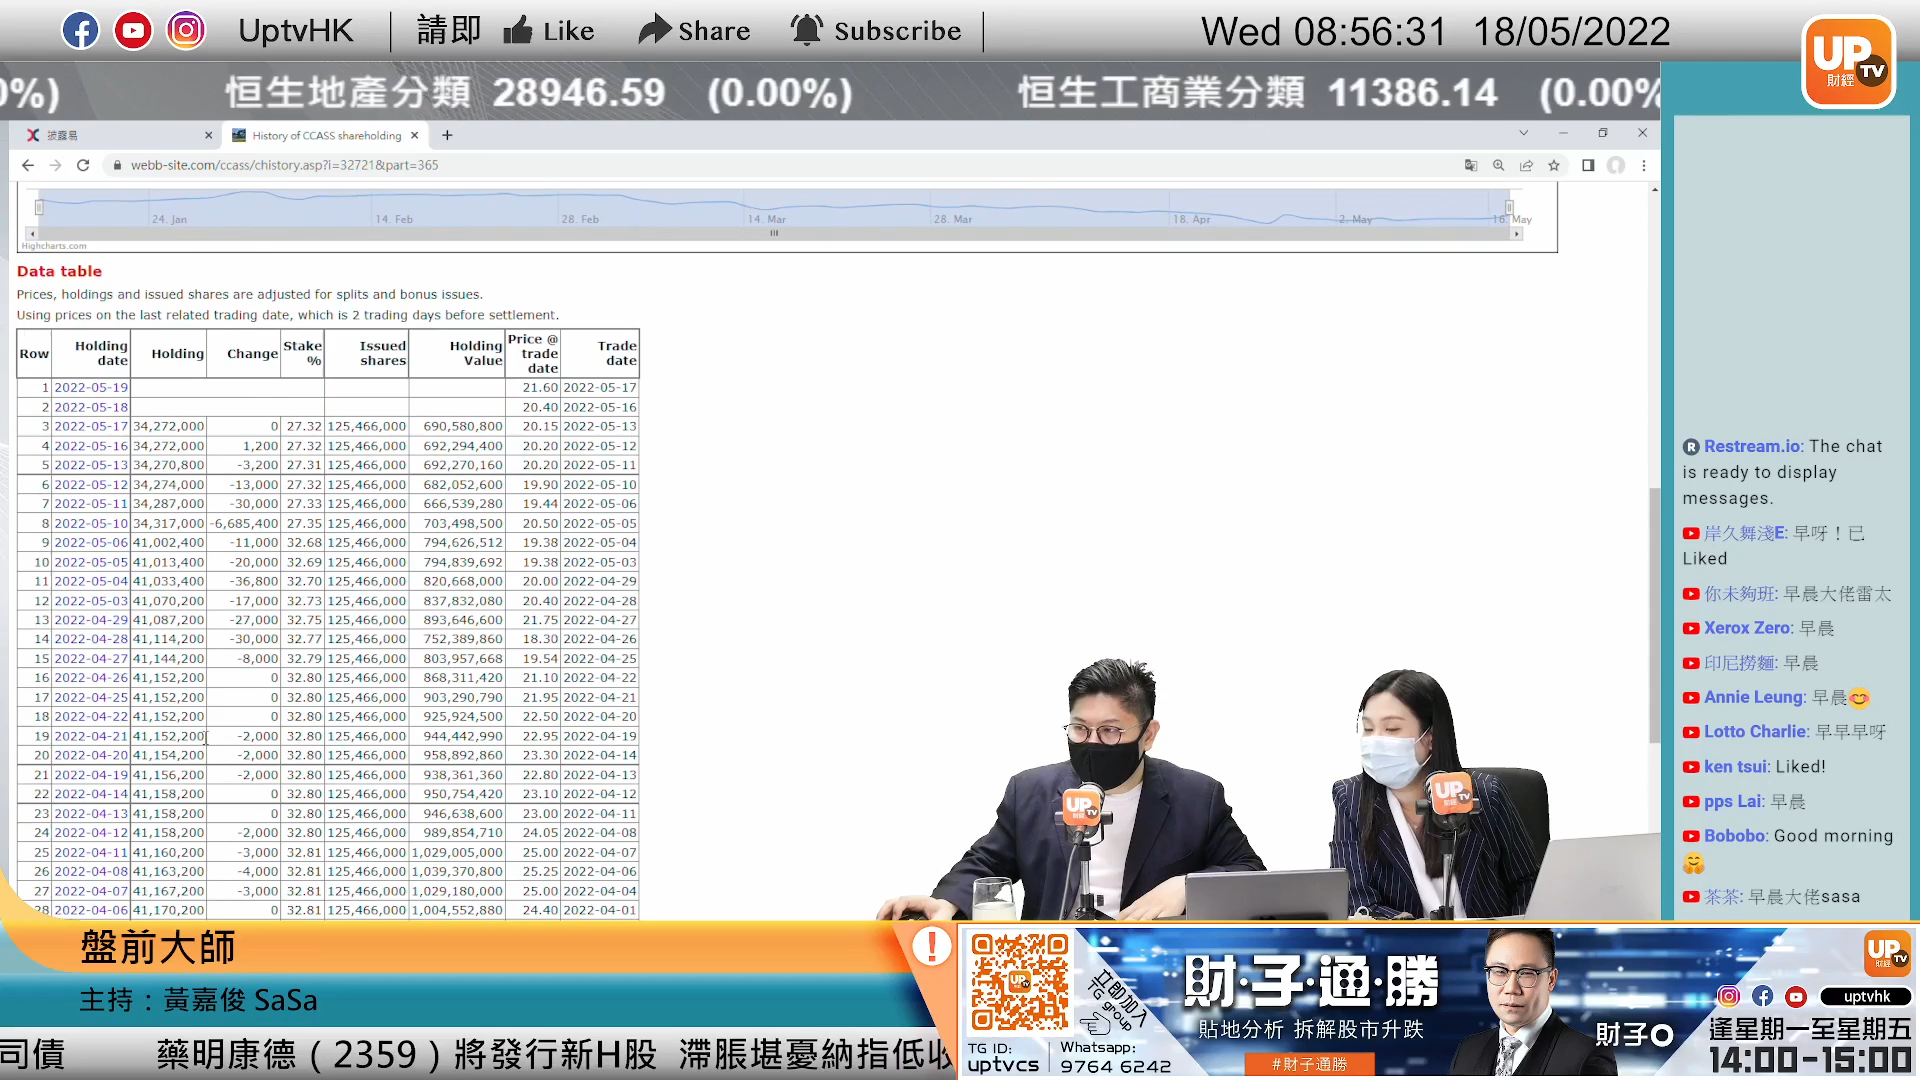 UptvHK 請即 Like Share Subscribe Wed 08:56:31 18/05/2022
UP TV 財經
0%) 恒生地產分類 28946.59 (0.00%) 恒生工商業分類 11386.14 (0.00%
披露易 History of CCASS shareholding
webb-site.com/ccass/chistory.asp?i=32721&part=365
24. Jan 14. Feb 28. Feb 14. Mar 28. Mar 18. Apr 2. May 16. May
Highcharts.com
Data table
Prices, holdings and issued shares are adjusted for splits and bonus issues.
Using prices on the last related trading date, which is 2 trading days before settlement.
Row Holding date Holding Change Stake % Issued shares Holding Value Price @ trade date Trade date
1 2022-05-19 21.60 2022-05-17
2 2022-05-18 20.40 2022-05-16
3 2022-05-17 34,272,000 0 27.32 125,466,000 690,580,800 20.15 2022-05-13
4 2022-05-16 34,272,000 1,200 27.32 125,466,000 692,294,400 20.20 2022-05-12
5 2022-05-13 34,270,800 -3,200 27.31 125,466,000 692,270,160 20.20 2022-05-11
6 2022-05-12 34,274,000 -13,000 27.32 125,466,000 682,052,600 19.90 2022-05-10
7 2022-05-11 34,287,000 -30,000 27.33 125,466,000 666,539,280 19.44 2022-05-06
8 2022-05-10 34,317,000 -6,685,400 27.35 125,466,000 703,498,500 20.50 2022-05-05
9 2022-05-06 41,002,400 -11,000 32.68 125,466,000 794,626,512 19.38 2022-05-04
10 2022-05-05 41,013,400 -20,000 32.69 125,466,000 794,839,692 19.38 2022-05-03
11 2022-05-04 41,033,400 -36,800 32.70 125,466,000 820,668,000 20.00 2022-04-29
12 2022-05-03 41,070,200 -17,000 32.73 125,466,000 837,832,080 20.40 2022-04-28
13 2022-04-29 41,087,200 -27,000 32.75 125,466,000 893,646,600 21.75 2022-04-27
14 2022-04-28 41,114,200 -30,000 32.77 125,466,000 752,389,860 18.30 2022-04-26
15 2022-04-27 41,144,200 -8,000 32.79 125,466,000 803,957,668 19.54 2022-04-25
16 2022-04-26 41,152,200 0 32.80 125,466,000 868,311,420 21.10 2022-04-22
17 2022-04-25 41,152,200 0 32.80 125,466,000 903,290,790 21.95 2022-04-21
18 2022-04-22 41,152,200 0 32.80 125,466,000 925,924,500 22.50 2022-04-20
19 2022-04-21 41,152,200 -2,000 32.80 125,466,000 944,442,990 22.95 2022-04-19
20 2022-04-20 41,154,200 -2,000 32.80 125,466,000 958,892,860 23.30 2022-04-14
21 2022-04-19 41,156,200 -2,000 32.80 125,466,000 938,361,360 22.80 2022-04-13
22 2022-04-14 41,158,200 0 32.80 125,466,000 950,754,420 23.10 2022-04-12
23 2022-04-13 41,158,200 0 32.80 125,466,000 946,638,600 23.00 2022-04-11
24 2022-04-12 41,158,200 -2,000 32.80 125,466,000 989,854,710 24.05 2022-04-08
25 2022-04-11 41,160,200 -3,000 32.81 125,466,000 1,029,005,000 25.00 2022-04-07
26 2022-04-08 41,163,200 -4,000 32.81 125,466,000 1,039,370,800 25.25 2022-04-06
27 2022-04-07 41,167,200 -3,000 32.81 125,466,000 1,029,180,000 25.00 2022-04-04
28 2022-04-06 41,170,200 0 32.81 125,466,000 1,004,552,880 24.40 2022-04-01
Restream.io: The chat
is ready to display
messages.
岸久舞淺E: 早呀！已
Liked
你未夠班: 早晨大佬雷太
Xerox Zero: 早晨
印尼撈麵: 早晨
Annie Leung: 早晨
Lotto Charlie: 早早早呀
ken tsui: Liked!
pps Lai: 早晨
Bobobo: Good morning
茶茶: 早晨大佬sasa
UP TV 財經
UP TV
盤前大師
主持：黃嘉俊 SaSa
司債 藥明康德（2359）將發行新H股 滯脹堪憂納指低收
立即加入
TG group
TG ID:
uptvcs
Whatsapp:
9764 6242
財·子·通·勝
貼地分析 拆解股市升跌
#財子通勝
財子O
UP TV 財經
uptvhk
逢星期一至星期五
14:00-15:00